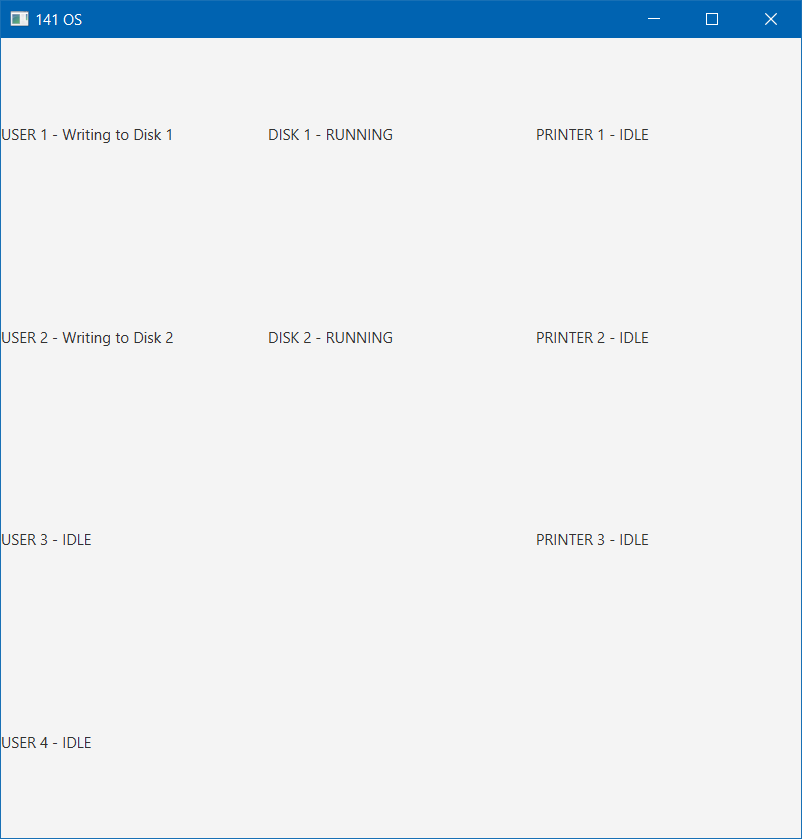 141 OS
USER 1 - Writing to Disk 1
DISK 1 - RUNNING
PRINTER 1 - IDLE
USER 2 - Writing to Disk 2
DISK 2 - RUNNING
PRINTER 2 - IDLE
USER 3 - IDLE
PRINTER 3 - IDLE
USER 4 - IDLE